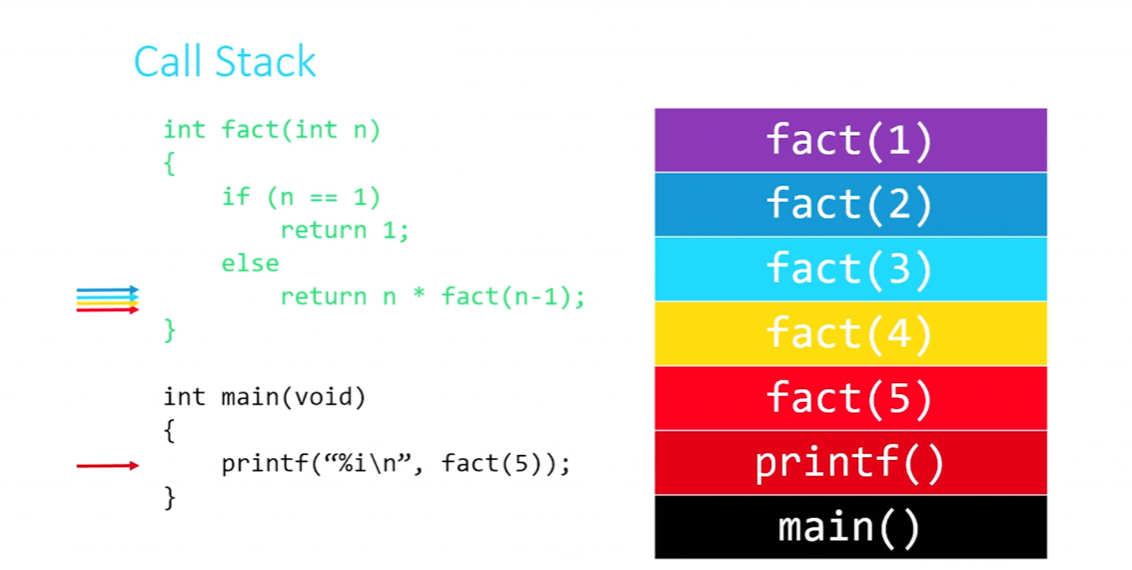 Call Stack
int fact(int n)
{
if (n == 1)
return 1;
else
return n * fact(n-1);
}
int main(void)
{
printf(“%i\n”, fact(5));
}
fact(1)
fact(2)
fact(3)
fact(4)
fact(5)
printf()
main()